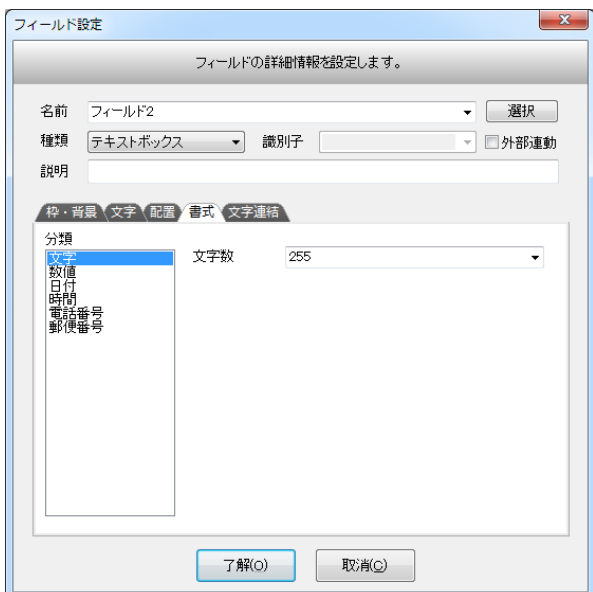 フィールド設定
フィールドの詳細情報を設定します。
名前 フィールド2 選択
種類 テキストボックス 識別子 外部連動
説明
枠・背景 文字 配置 書式 文字連結
分類
文字 文字数 255
数値
日付
時間
電話番号
郵便番号
了解(O) 取消(C)